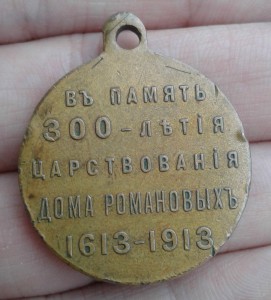 ВЪ ПАМЯТЬ
300-ЛѢТІЯ
ЦАРСТВОВАНІЯ
ДОМА РОМАНОВЫХЪ
1613-1913